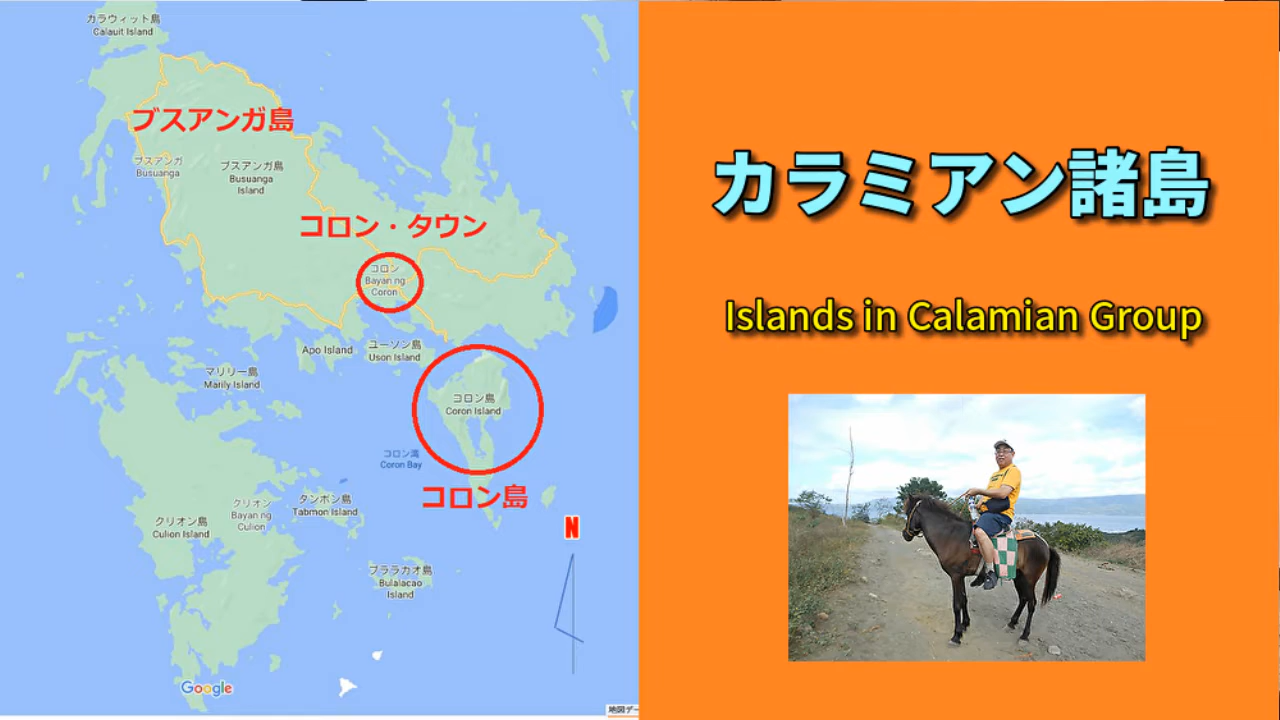 カラウィット島
Calauit Island
ブスアンガ島
ブスアンガ
Busuanga
ブスアンガ島
Busuanga
Island
コロン・タウン
コロン
Bayan ng
Coron
Apo Island
ユーソン島
Uson Island
マリリー島
Marily Island
コロン島
Coron Island
コロン湾
Coron Bay
コロン島
クリオン島
Culion Island
クリオン
Bayan ng
Culion
タンボン島
Tabmon Island
ブララカオ島
Bulalacao
Island
N
Google
地図デー
カラミアン諸島
Islands in Calamian Group